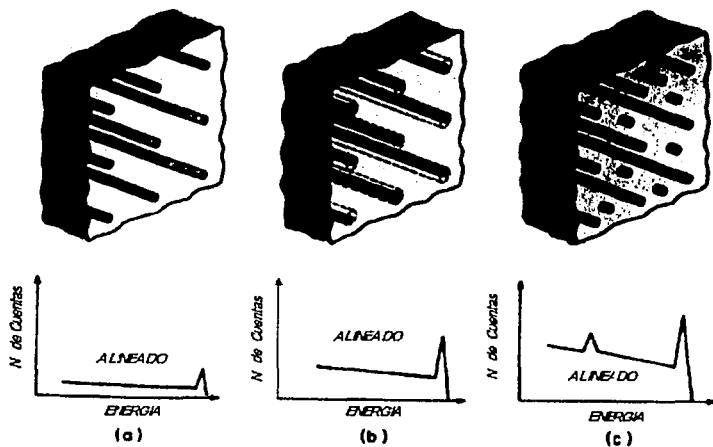 N de Cuentas
ALINEADO
ENERGIA
(a)
N de Cuentas
ALINEADO
ENERGIA
(b)
N de Cuentas
ALINEADO
ENERGIA
(c)